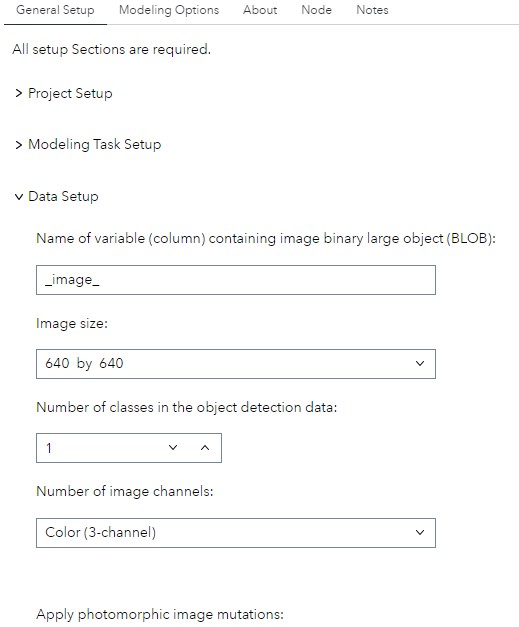 General Setup Modeling Options About Node Notes
All setup Sections are required.
Project Setup
Modeling Task Setup
Data Setup
Name of variable (column) containing image binary large object (BLOB):
_image_
Image size:
640 by 640
Number of classes in the object detection data:
1
Number of image channels:
Color (3-channel)
Apply photomorphic image mutations: